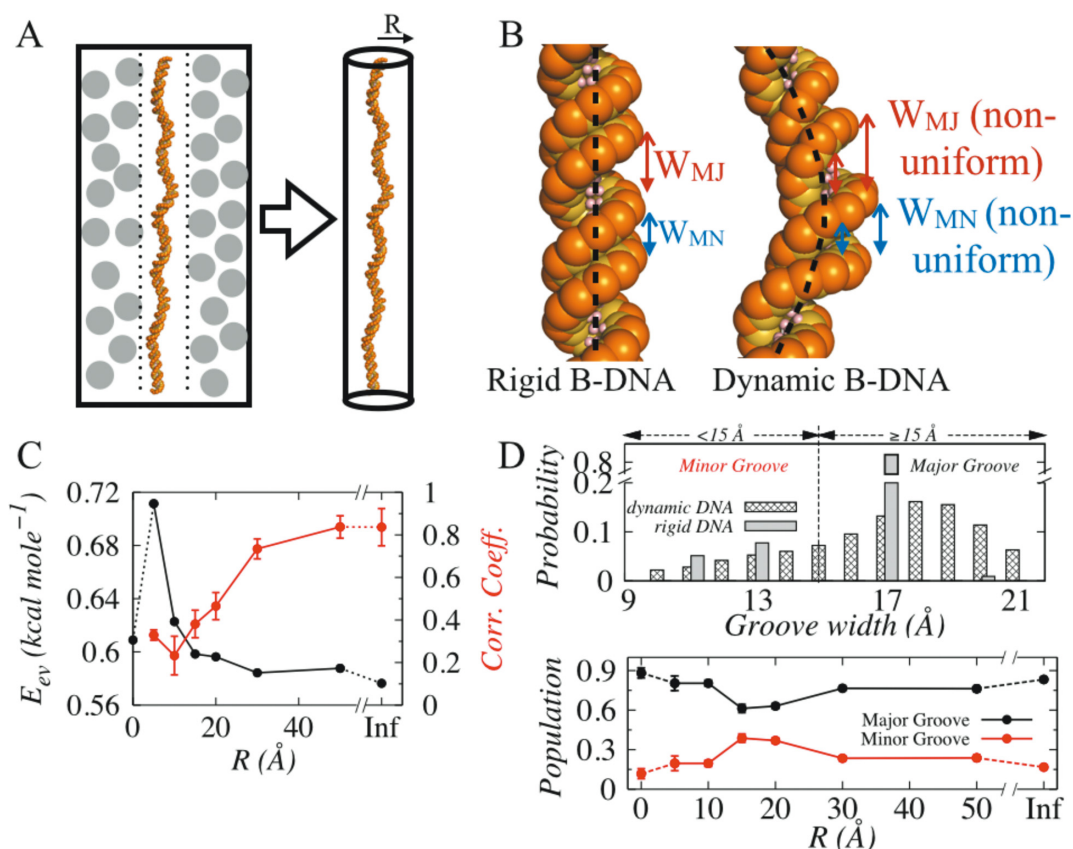 A
R
B
W_MJ
W_MN
W_MJ (non-
uniform)
W_MN (non-
uniform)
Rigid B-DNA
Dynamic B-DNA
C
E_ev (kcal mole⁻¹)
0.72
0.68
0.64
0.6
0.56
1
0.8
0.6
0.4
0.2
0
Corr. Coeff.
0
20
40
Inf
R (Å)
D
<15 Å
≥15 Å
Probability
0.8
0.2
0.1
0
Minor Groove
Major Groove
dynamic DNA
rigid DNA
9
13
17
21
Groove width (Å)
Population
0.9
0.6
0.3
0
Major Groove
Minor Groove
0
10
20
30
40
50
Inf
R (Å)